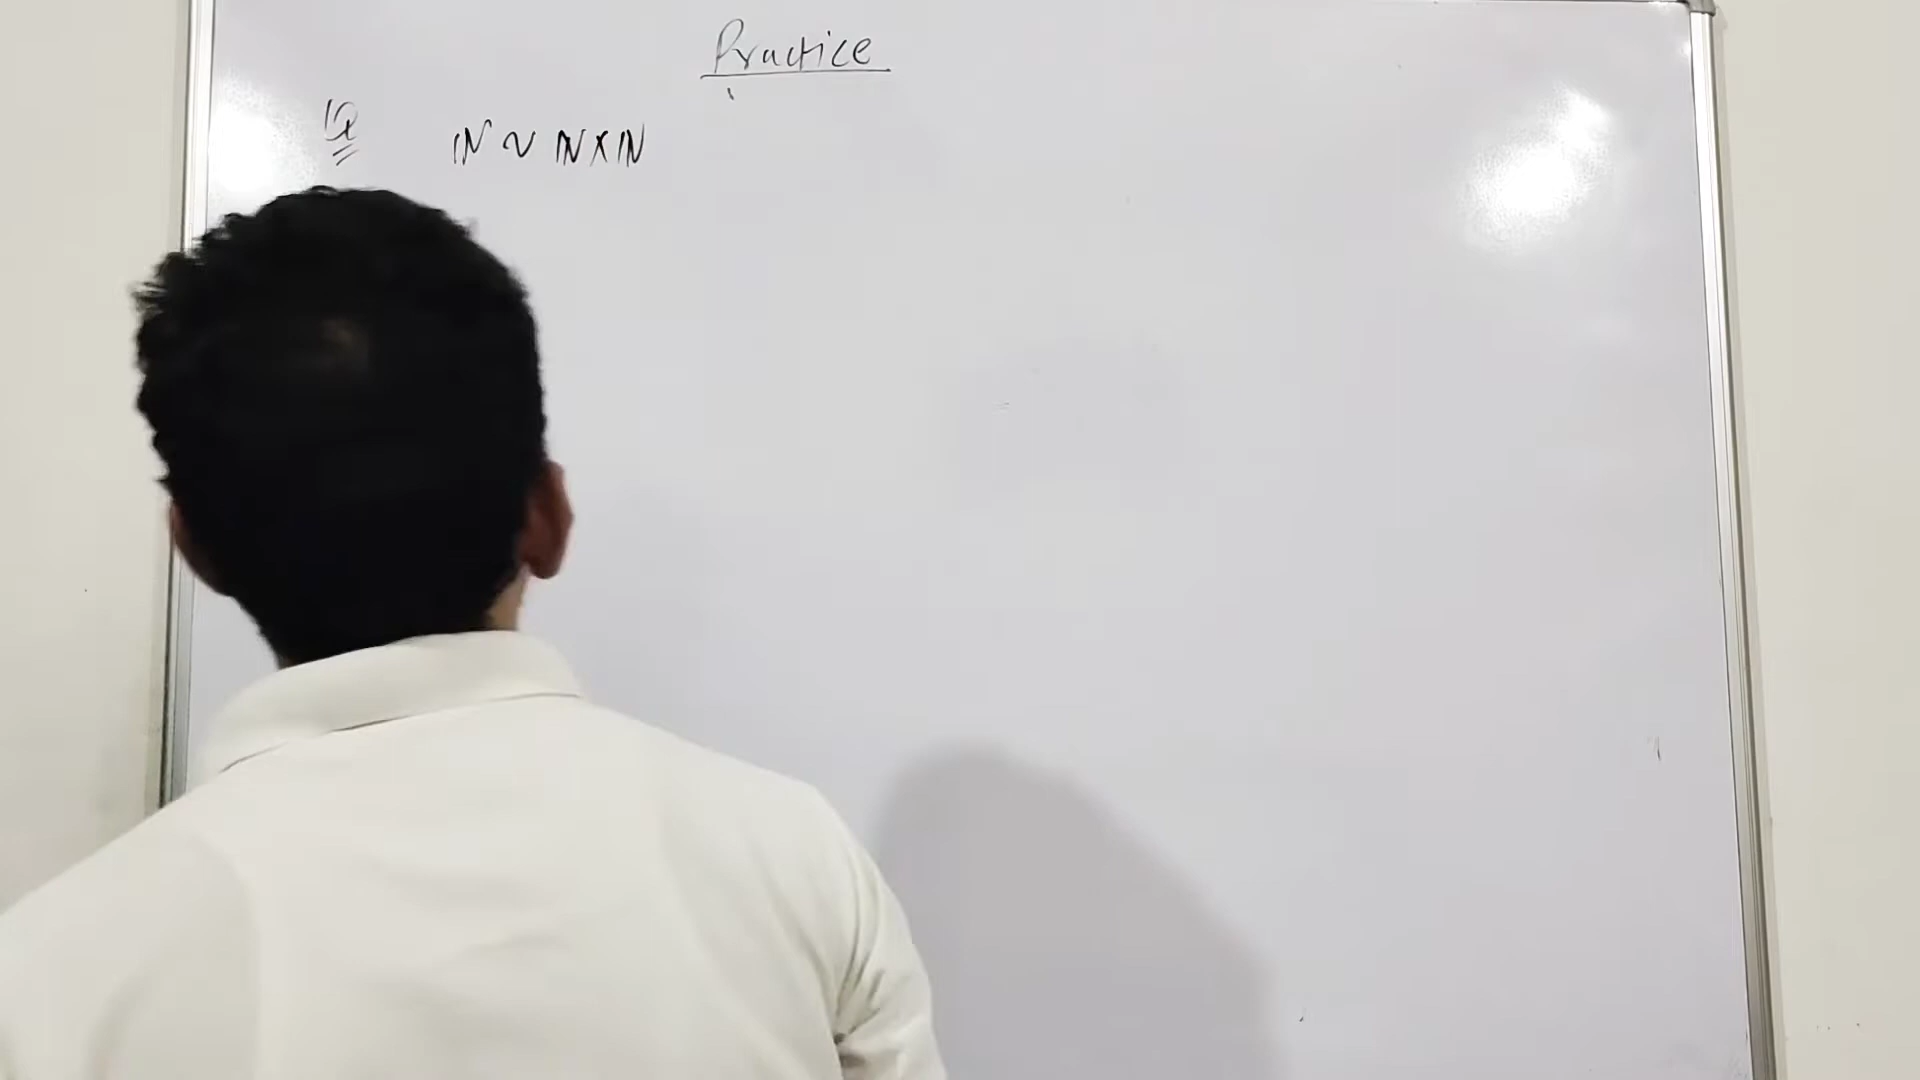 Practice
Q ℕ ~ ℕ × ℕ